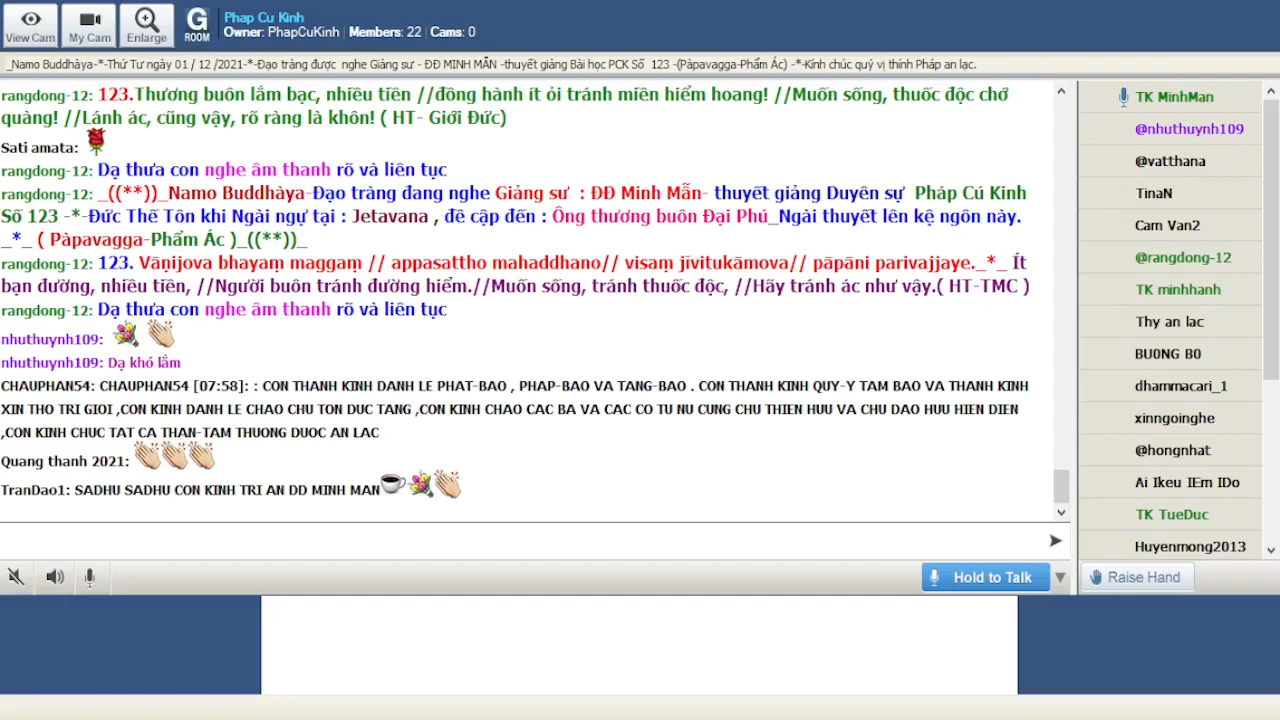 View Cam
My Cam
Enlarge
G
ROOM
Phap Cu Kinh
Owner: PhapCuKinh | Members: 22 | Cams: 0
_Namo Buddhàya-*-Thứ Tư ngày 01 / 12 /2021-*-Đạo tràng được nghe Giảng sư - ĐĐ MINH MẪN -thuyết giảng Bài học PCK Số 123 -(Pàpavagga-Phẩm Ác) -*-Kính chúc quý vị thính Pháp an lạc.
rangdong-12: 123.Thương buôn lắm bạc, nhiều tiền //đông hành ít ỏi tránh miền hiểm hoang! //Muốn sống, thuốc độc chớ
quàng! //Lánh ác, cũng vậy, rõ ràng là khôn! ( HT- Giới Đức)
Sati amata:
rangdong-12: Dạ thưa con nghe âm thanh rõ và liên tục
rangdong-12: _((**))_Namo Buddhàya-Đạo tràng đang nghe Giảng sư : ĐĐ Minh Mẫn- thuyết giảng Duyên sự Pháp Cú Kinh
Số 123 -*-Đức Thế Tôn khi Ngài ngự tại : Jetavana , đề cập đến : Ông thương buôn Đại Phú_Ngài thuyết lên kệ ngôn này.
_*_ ( Pàpavagga-Phẩm Ác )_((**))_
rangdong-12: 123. Vāṇijova bhayaṃ maggaṃ // appasattho mahaddhano// visaṃ jīvitukāmova// pāpāni parivajjaye._*_ Ít
bạn đường, nhiều tiền, //Người buôn tránh đường hiểm.//Muốn sống, tránh thuốc độc, //Hãy tránh ác như vậy.( HT-TMC )
rangdong-12: Dạ thưa con nghe âm thanh rõ và liên tục
nhuthuynh109:
nhuthuynh109: Dạ khó lắm
CHAUPHAN54: CHAUPHAN54 [07:58]: : CON THANH KINH DANH LE PHAT-BAO , PHAP-BAO VA TANG-BAO . CON THANH KINH QUY-Y TAM BAO VA THANH KINH
XIN THO TRI GIOI ,CON KINH DANH LE CHAO CHU TON DUC TANG ,CON KINH CHAO CAC BA VA CAC CO TU NU CUNG CHU THIEN HUU VA CHU DAO HUU HIEN DIEN
,CON KINH CHUC TAT CA THAN-TAM THUONG DUOC AN LAC
Quang thanh 2021:
TranDao1: SADHU SADHU CON KINH TRI AN DD MINH MAN
TK MinhMan
@nhuthuynh109
@vatthana
TinaN
Cam Van2
@rangdong-12
TK minhhanh
Thy an lac
BU0NG B0
dhammacari_1
xinngoinghe
@hongnhat
Ai Ikeu IEm IDo
TK TueDuc
Huyenmong2013
Hold to Talk
Raise Hand